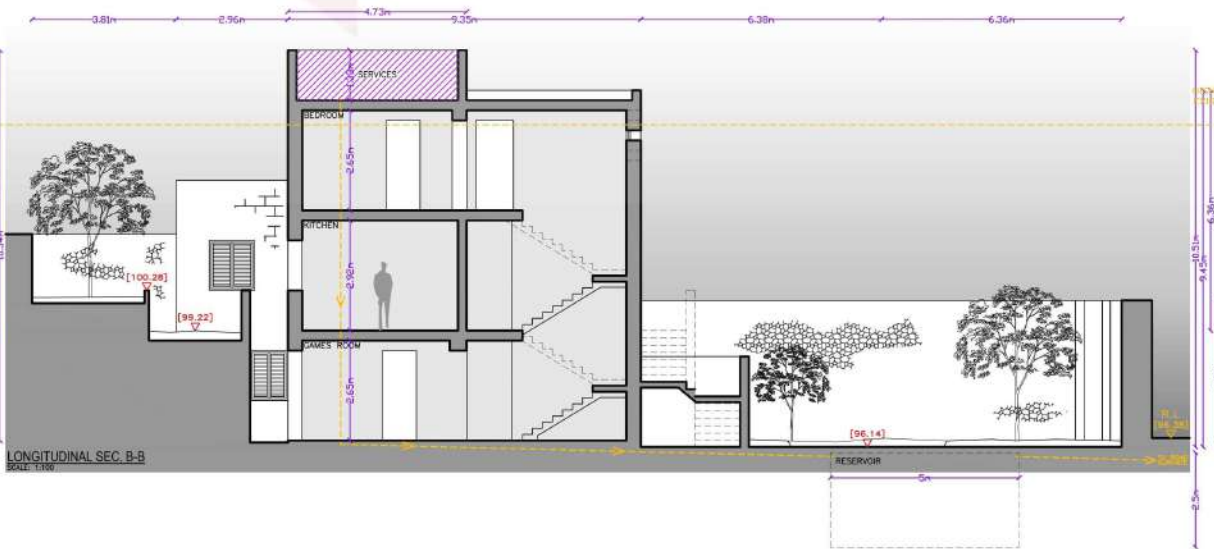 3.81m
2.96m
4.73m
9.35m
6.38m
6.36m
SERVICES
BEDROOM
2.65m
KITCHEN
2.92m
GAMES ROOM
2.65m
[100.28]
[99.22]
[96.14]
10.51m
9.45m
6.36m
R.L
RESERVOIR
5m
2.5m
LONGITUDINAL SEC. B-B
SCALE: 1:100